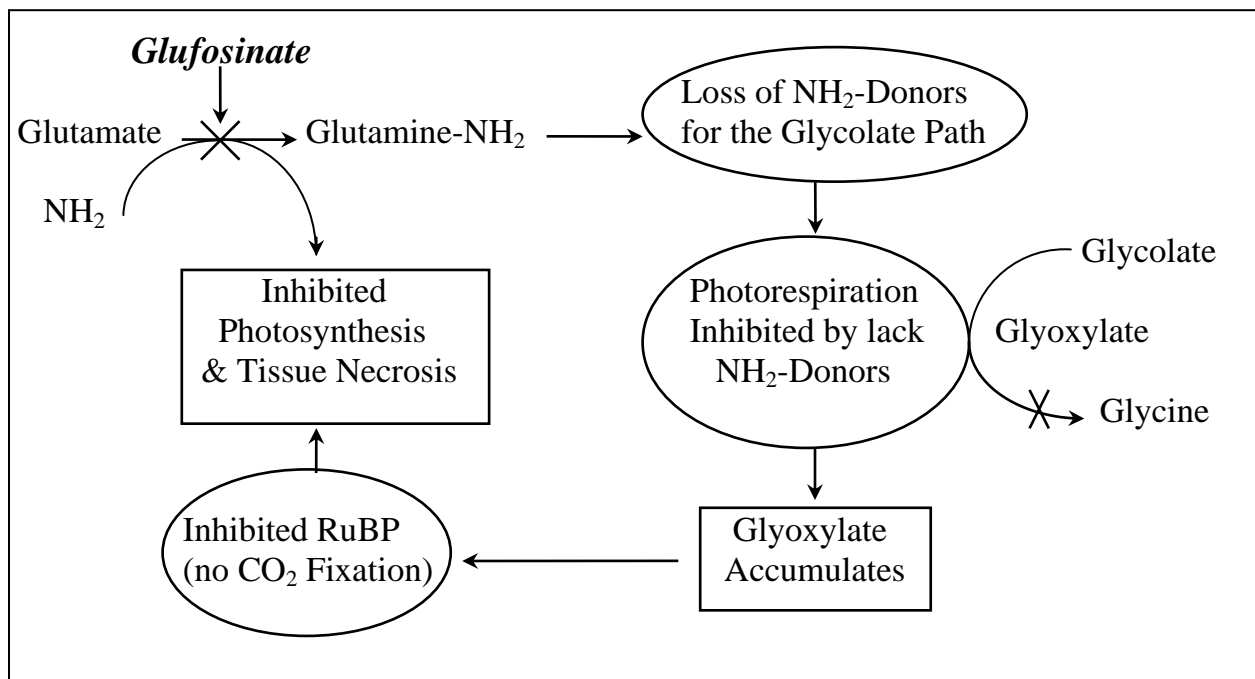 Glufosinate
Glutamate
Glutamine-NH₂
NH₂
Loss of NH₂-Donors
for the Glycolate Path
Photorespiration
Inhibited by lack
NH₂-Donors
Glycolate
Glyoxylate
Glycine
Glyoxylate
Accumulates
Inhibited RuBP
(no CO₂ Fixation)
Inhibited
Photosynthesis
& Tissue Necrosis